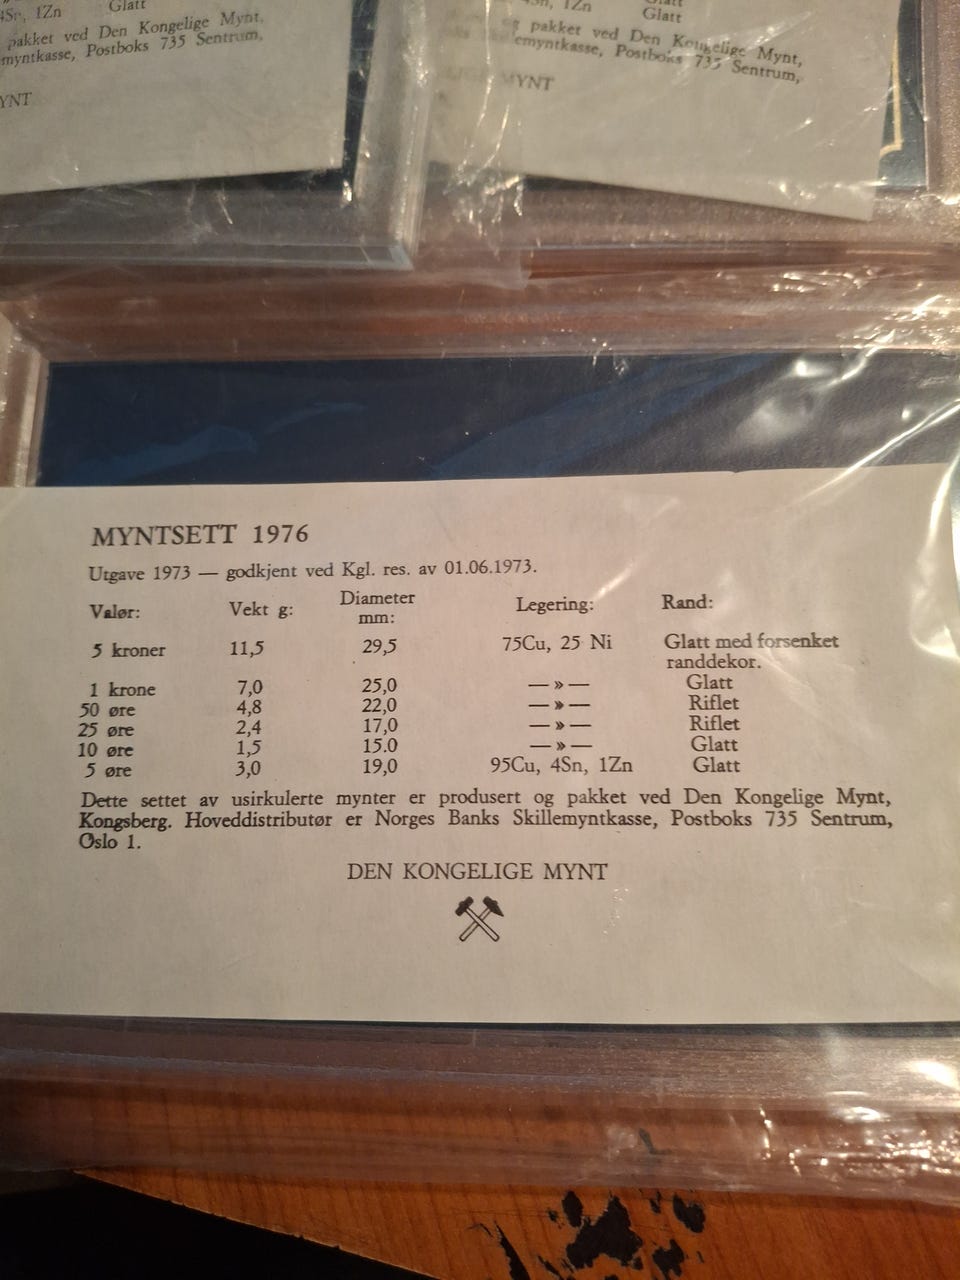 4Sn, 1Zn Glatt
pakket ved Den Kongelige Mynt,
myntkasse, Postboks 735 Sentrum,
YNT
1Zn Glatt
pakket ved Den Kongelige Mynt,
emyntkasse, Postboks 735 Sentrum,
MYNT
MYNTSETT 1976
Utgave 1973 — godkjent ved Kgl. res. av 01.06.1973.
Valør: Vekt g: Diameter mm: Legering: Rand:
5 kroner 11,5 29,5 75Cu, 25 Ni Glatt med forsenket
randdekor.
1 krone 7,0 25,0 —»— Glatt
50 øre 4,8 22,0 —»— Riflet
25 øre 2,4 17,0 —»— Riflet
10 øre 1,5 15.0 —»— Glatt
5 øre 3,0 19,0 95Cu, 4Sn, 1Zn Glatt
Dette settet av usirkulerte mynter er produsert og pakket ved Den Kongelige Mynt,
Kongsberg. Hoveddistributør er Norges Banks Skillemyntkasse, Postboks 735 Sentrum,
Oslo 1.
DEN KONGELIGE MYNT